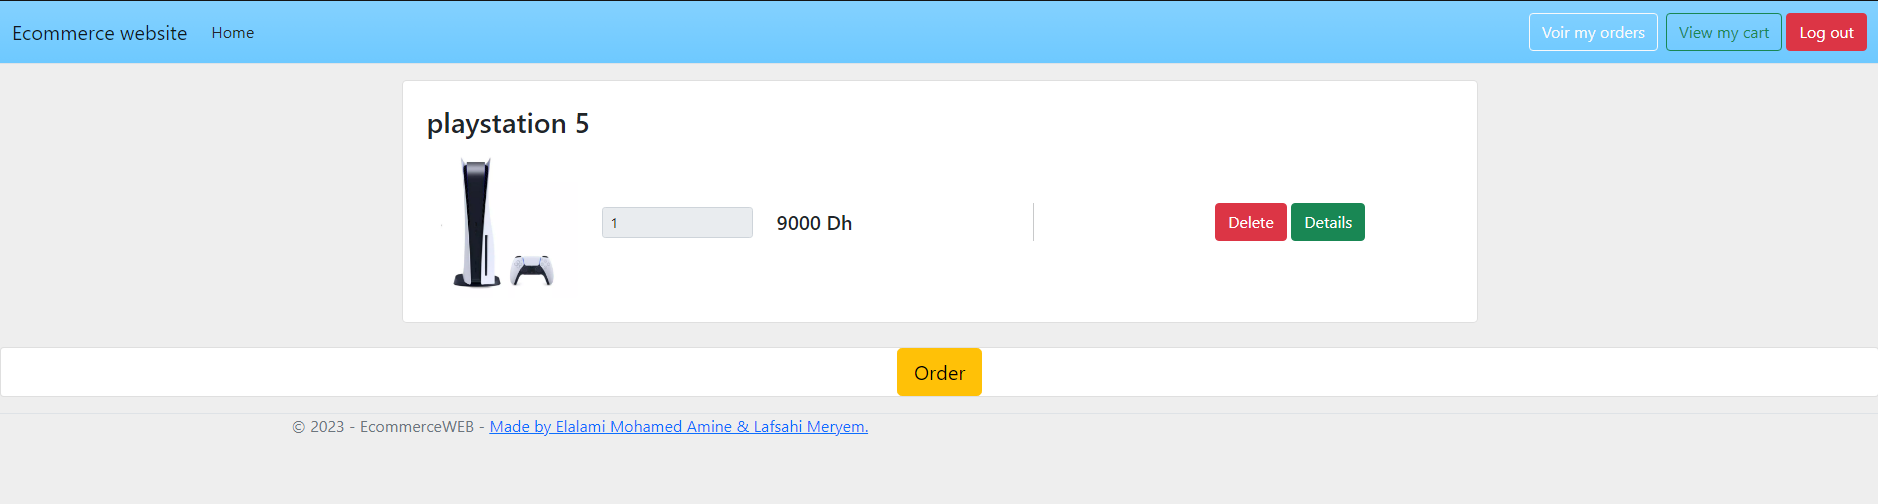 Ecommerce website Home Voir my orders View my cart Log out
playstation 5
1 9000 Dh Delete Details
Order
© 2023 - EcommerceWEB - Made by Elalami Mohamed Amine & Lafsahi Meryem.